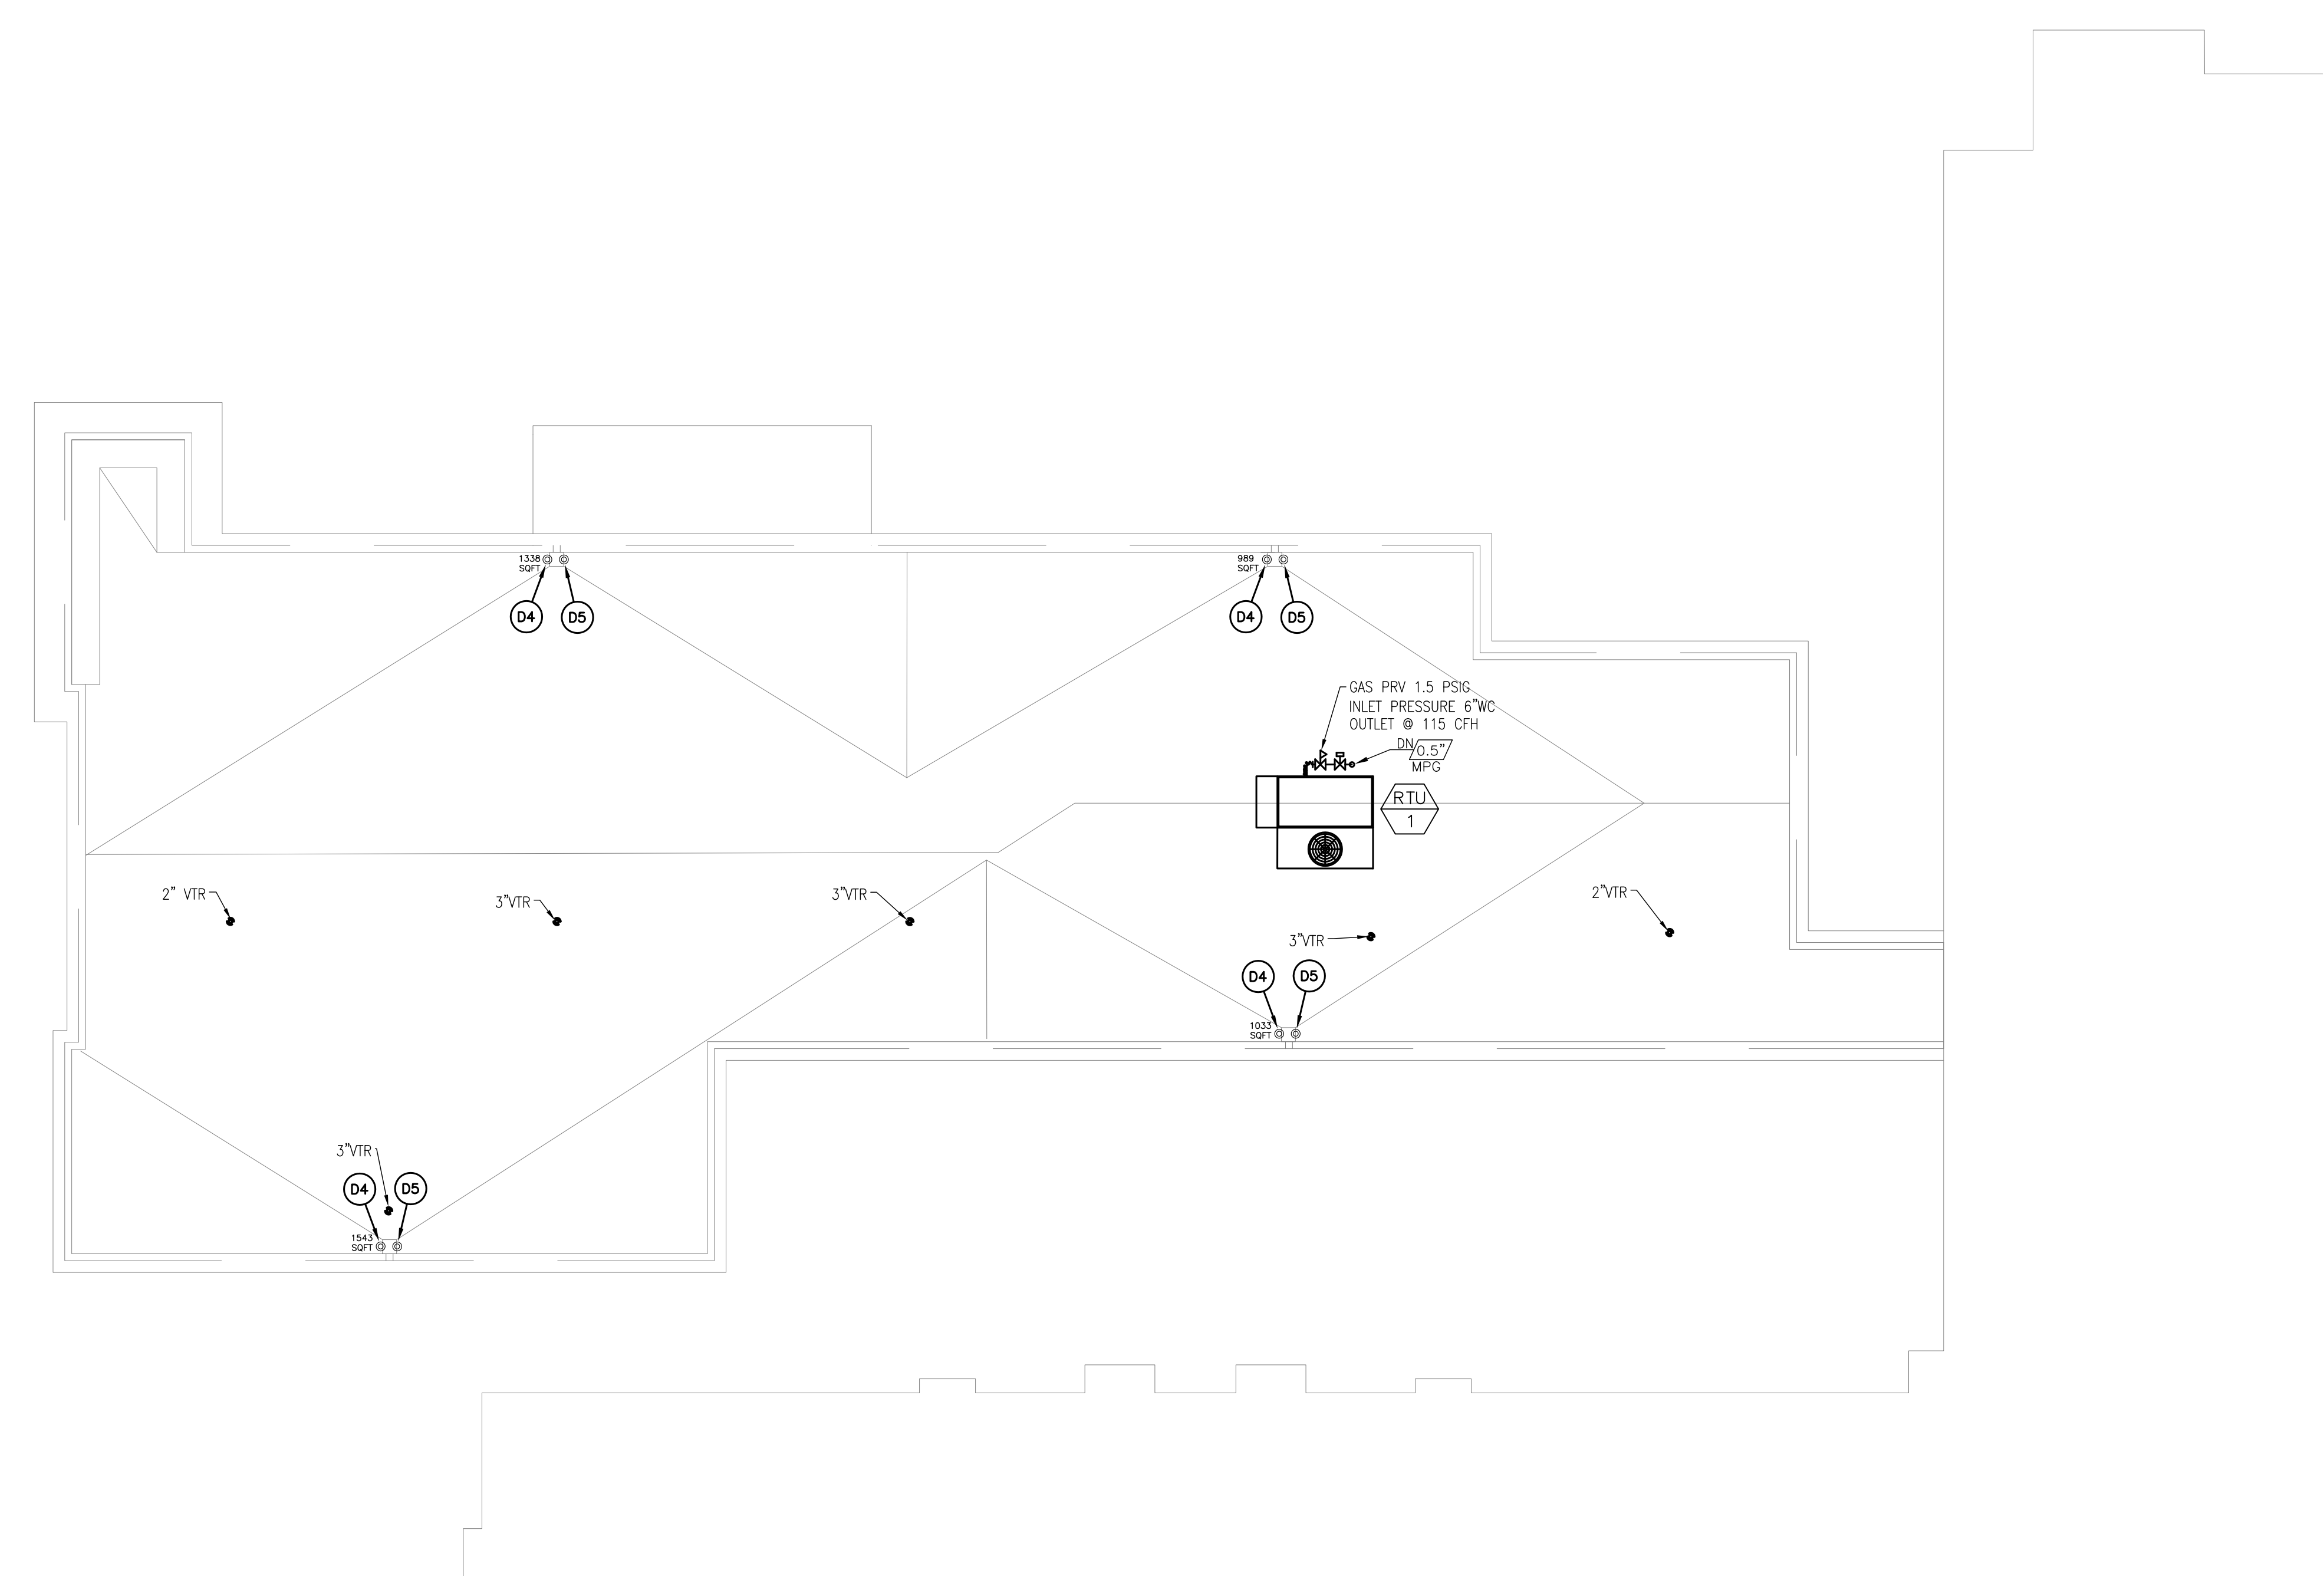 1338
SQFT
D4
D5
989
SQFT
D4
D5
GAS PRV 1.5 PSIG
INLET PRESSURE 6"WC
OUTLET @ 115 CFH
DN
0.5"
MPG
RTU
1
2" VTR
3"VTR
3"VTR
2"VTR
3"VTR
D4
D5
1033
SQFT
3"VTR
D4
D5
1543
SQFT